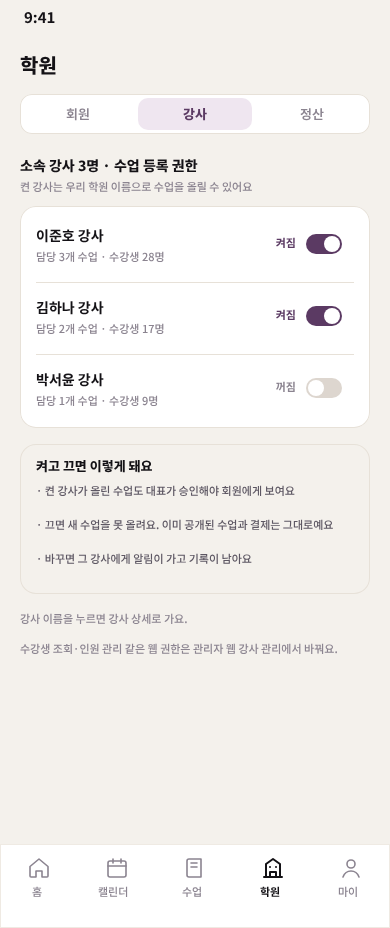 9:41
학원
회원
강사
정산
소속 강사 3명 · 수업 등록 권한
켠 강사는 우리 학원 이름으로 수업을 올릴 수 있어요
이준호 강사
켜짐
담당 3개 수업 · 수강생 28명
김하나 강사
켜짐
담당 2개 수업 · 수강생 17명
박서윤 강사
꺼짐
담당 1개 수업 · 수강생 9명
켜고 끄면 이렇게 돼요
· 켠 강사가 올린 수업도 대표가 승인해야 회원에게 보여요
· 끄면 새 수업을 못 올려요. 이미 공개된 수업과 결제는 그대로예요
· 바꾸면 그 강사에게 알림이 가고 기록이 남아요
강사 이름을 누르면 강사 상세로 가요.
수강생 조회·인원 관리 같은 웹 권한은 관리자 웹 강사 관리에서 바꿔요.
홈
캘린더
수업
학원
마이